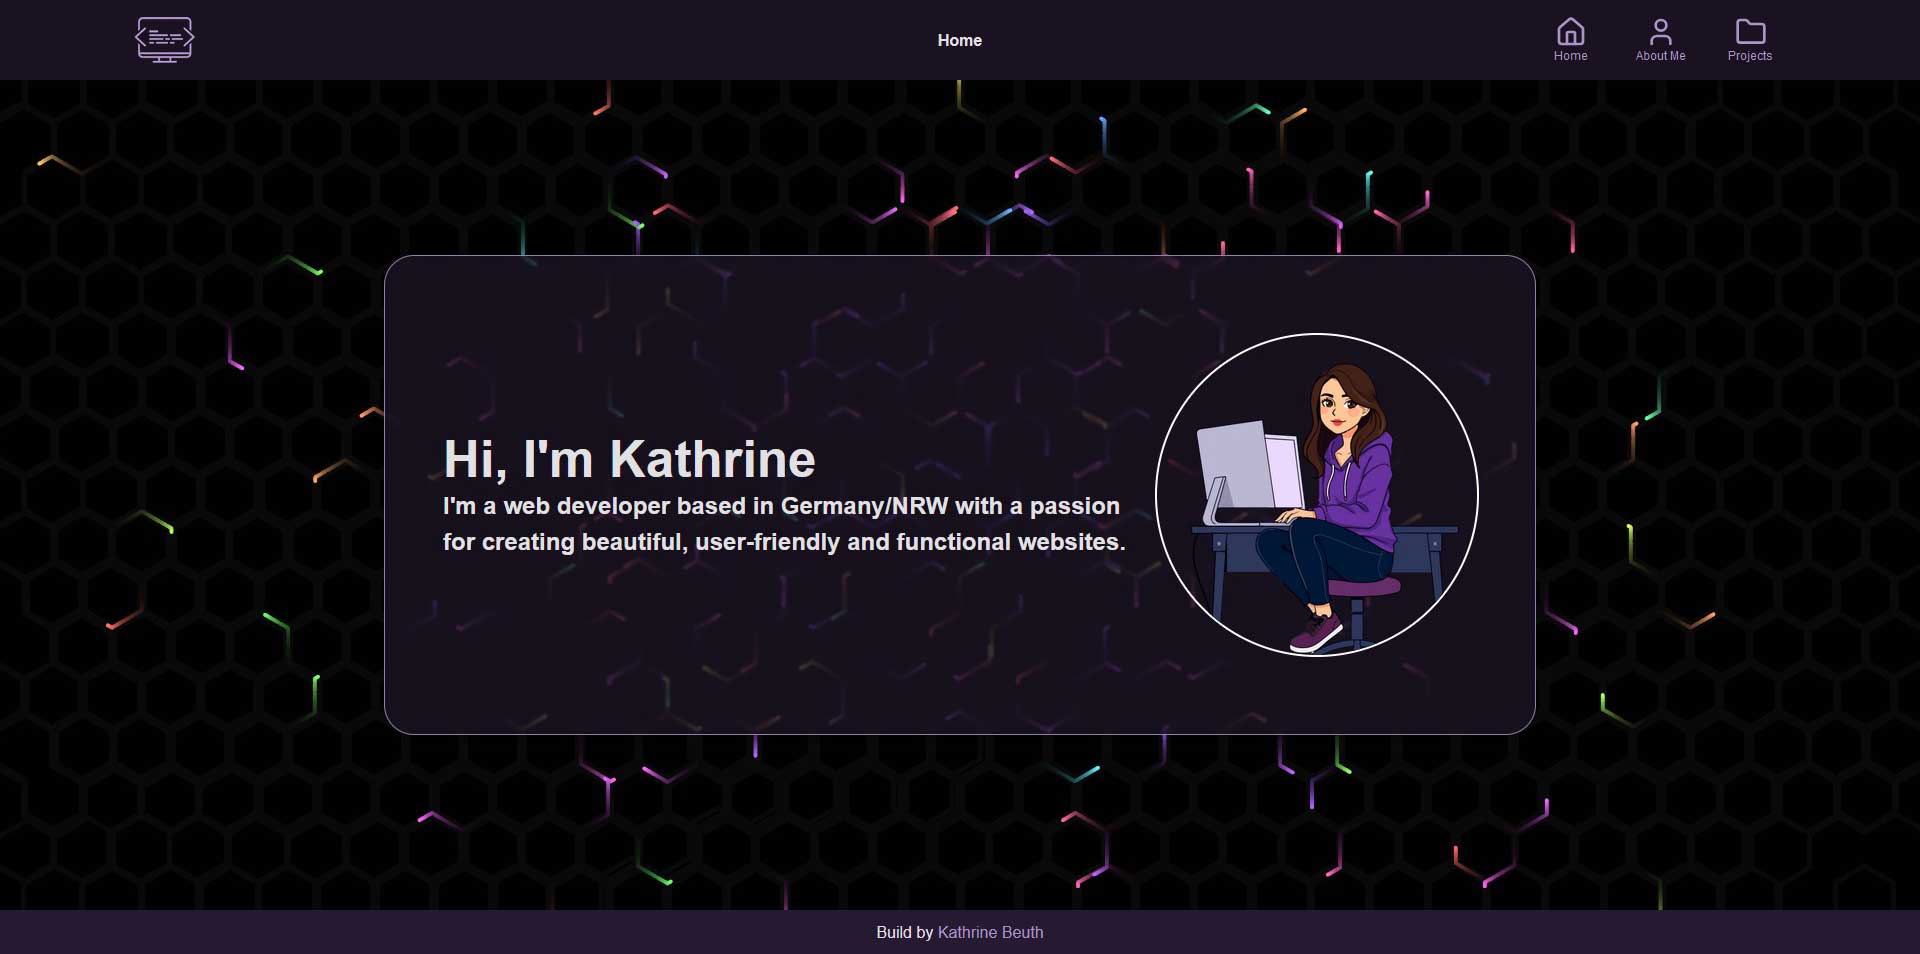 Home
Home
About Me
Projects
Hi, I'm Kathrine
I'm a web developer based in Germany/NRW with a passion
for creating beautiful, user-friendly and functional websites.
Build by Kathrine Beuth